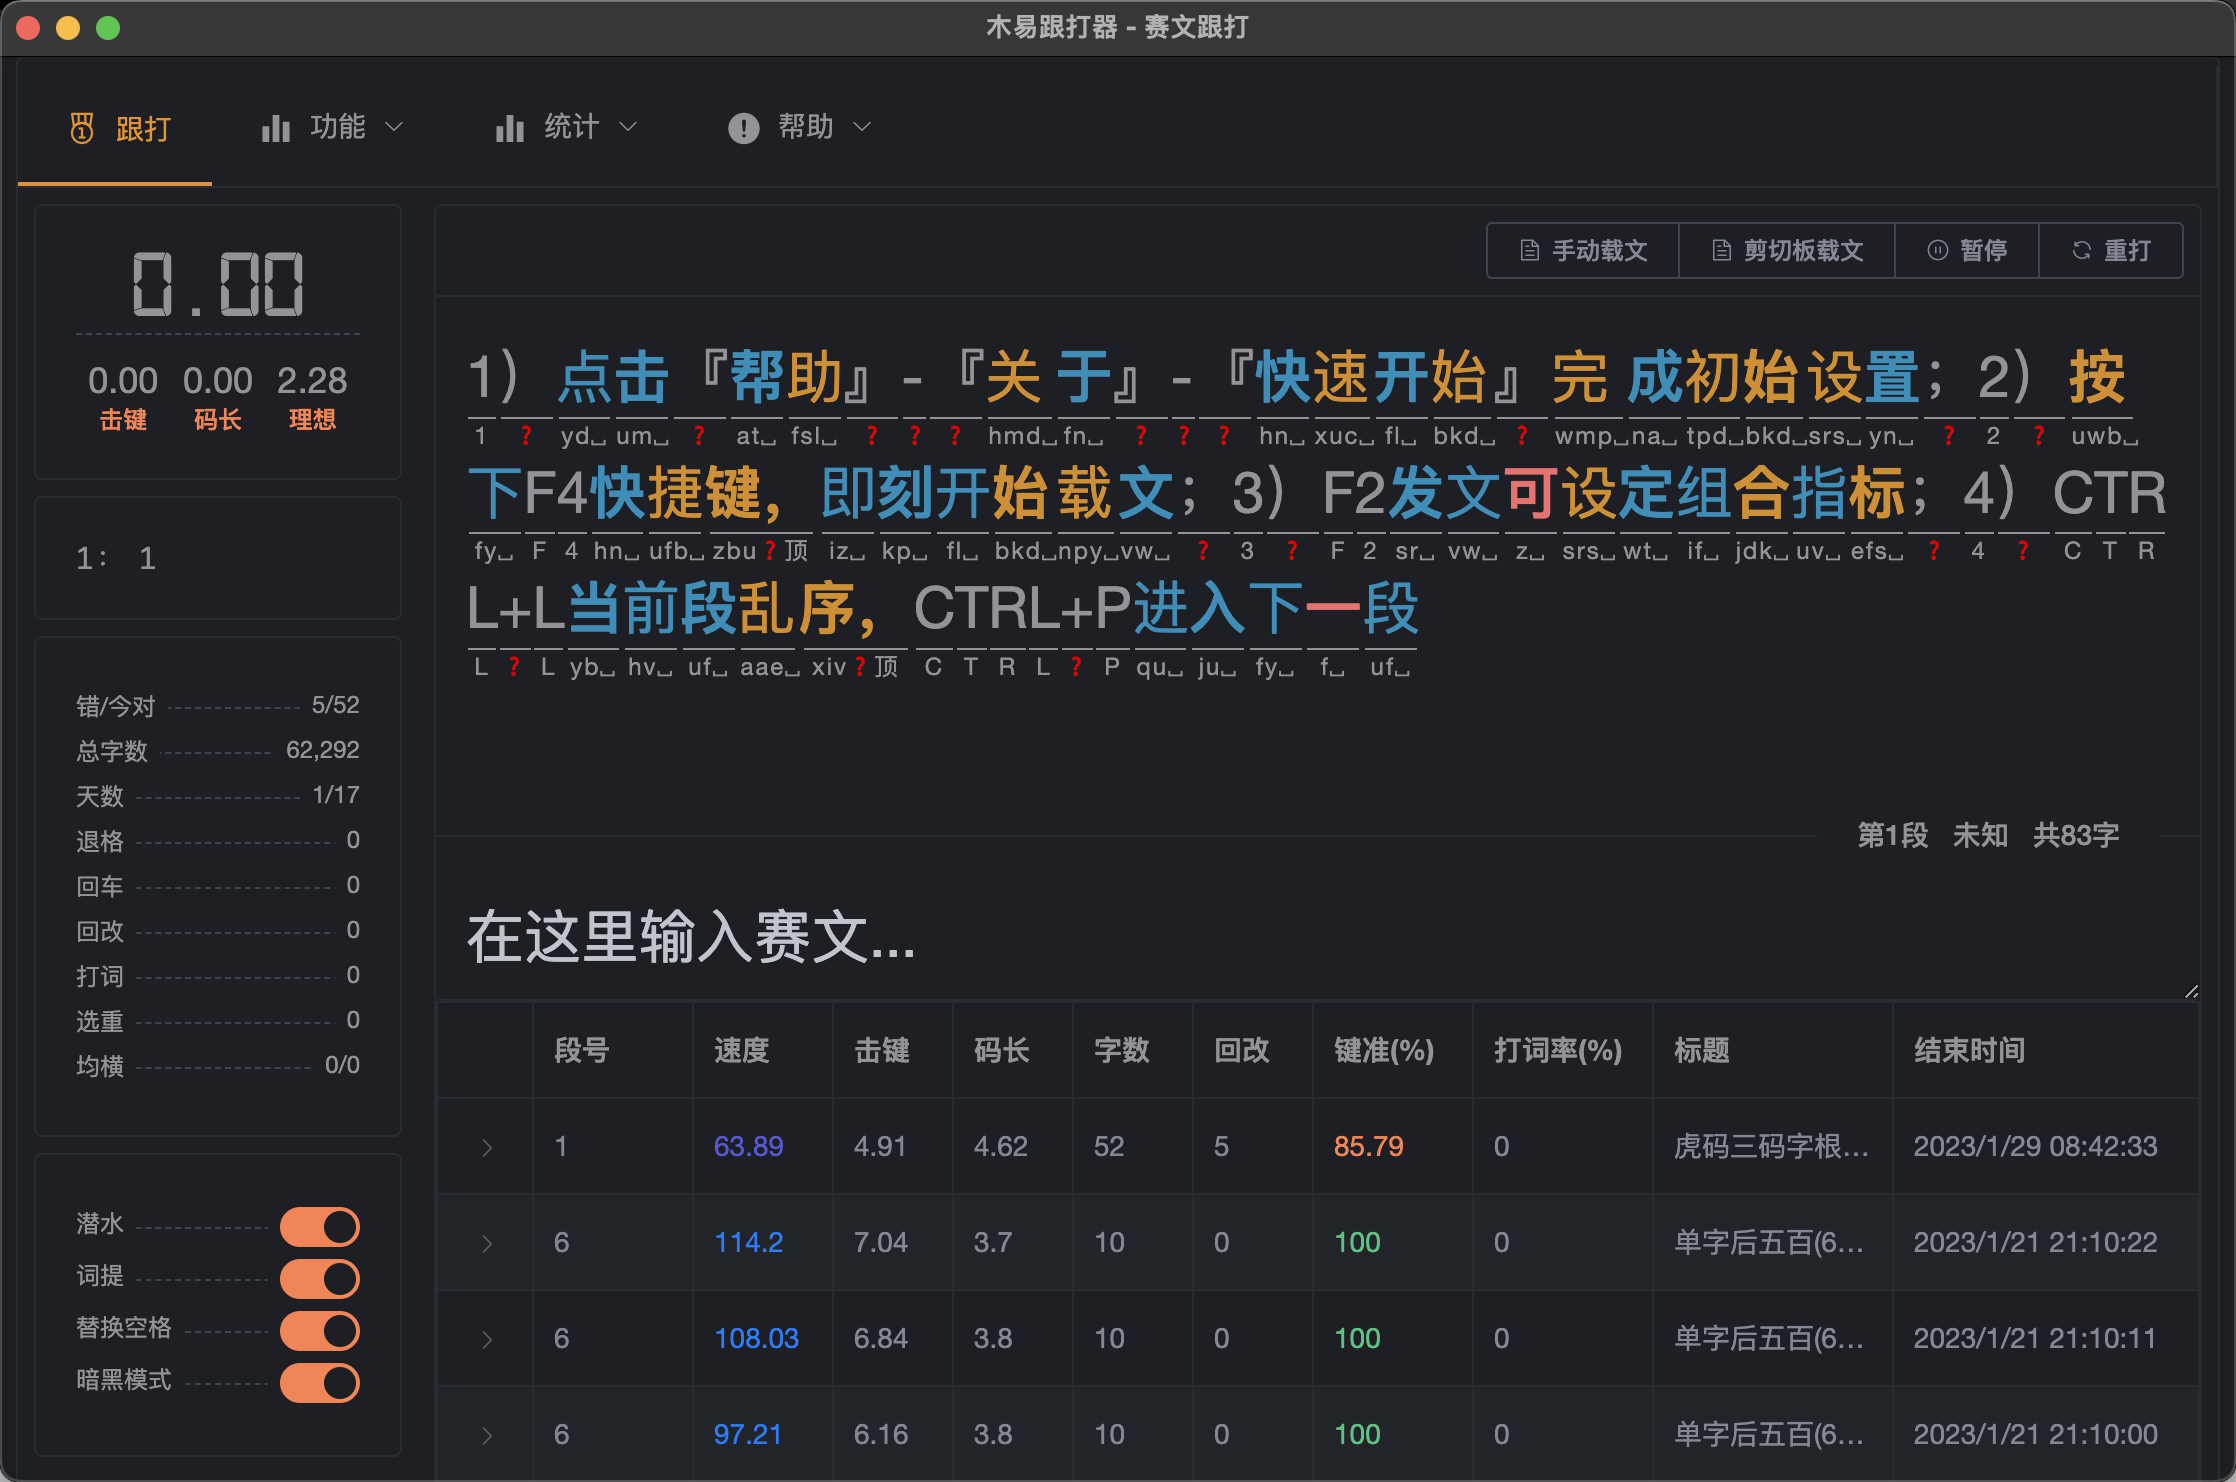 木易跟打器 - 赛文跟打
跟打 功能 统计 帮助
0.00
0.00 0.00 2.28
击键 码长 理想
1: 1
错/今对 5/52
总字数 62,292
天数 1/17
退格 0
回车 0
回改 0
打词 0
选重 0
均横 0/0
潜水
词提
替换空格
暗黑模式
手动载文 剪切板载文 暂停 重打
1）点击『帮助』-『关于』-『快速开始』完成初始设置；2）按
1 ? yd␣ um␣ ? at␣ fsl␣ ? ? ? hmd␣ fn␣ ? ? ? hn␣ xuc␣ fl␣ bkd␣ ? wmp␣ na␣ tpd␣ bkd␣ srs␣ yn␣ ? 2 ? uwb␣
下F4快捷键，即刻开始载文；3）F2发文可设定组合指标；4）CTR
fy␣ F 4 hn␣ ufb␣ zbu ?顶 iz␣ kp␣ fl␣ bkd␣ npy␣ vw␣ ? 3 ? F 2 sr␣ vw␣ z␣ srs␣ wt␣ if␣ jdk␣ uv␣ efs␣ ? 4 ? C T R
L+L当前段乱序，CTRL+P进入下一段
L ? L yb␣ hv␣ uf␣ aae␣ xiv ?顶 C T R L ? P qu␣ ju␣ fy␣ f␣ uf␣
第1段 未知 共83字
在这里输入赛文...
段号 速度 击键 码长 字数 回改 键准(%) 打词率(%) 标题 结束时间
1 63.89 4.91 4.62 52 5 85.79 0 虎码三码字根... 2023/1/29 08:42:33
6 114.2 7.04 3.7 10 0 100 0 单字后五百(6... 2023/1/21 21:10:22
6 108.03 6.84 3.8 10 0 100 0 单字后五百(6... 2023/1/21 21:10:11
6 97.21 6.16 3.8 10 0 100 0 单字后五百(6... 2023/1/21 21:10:00